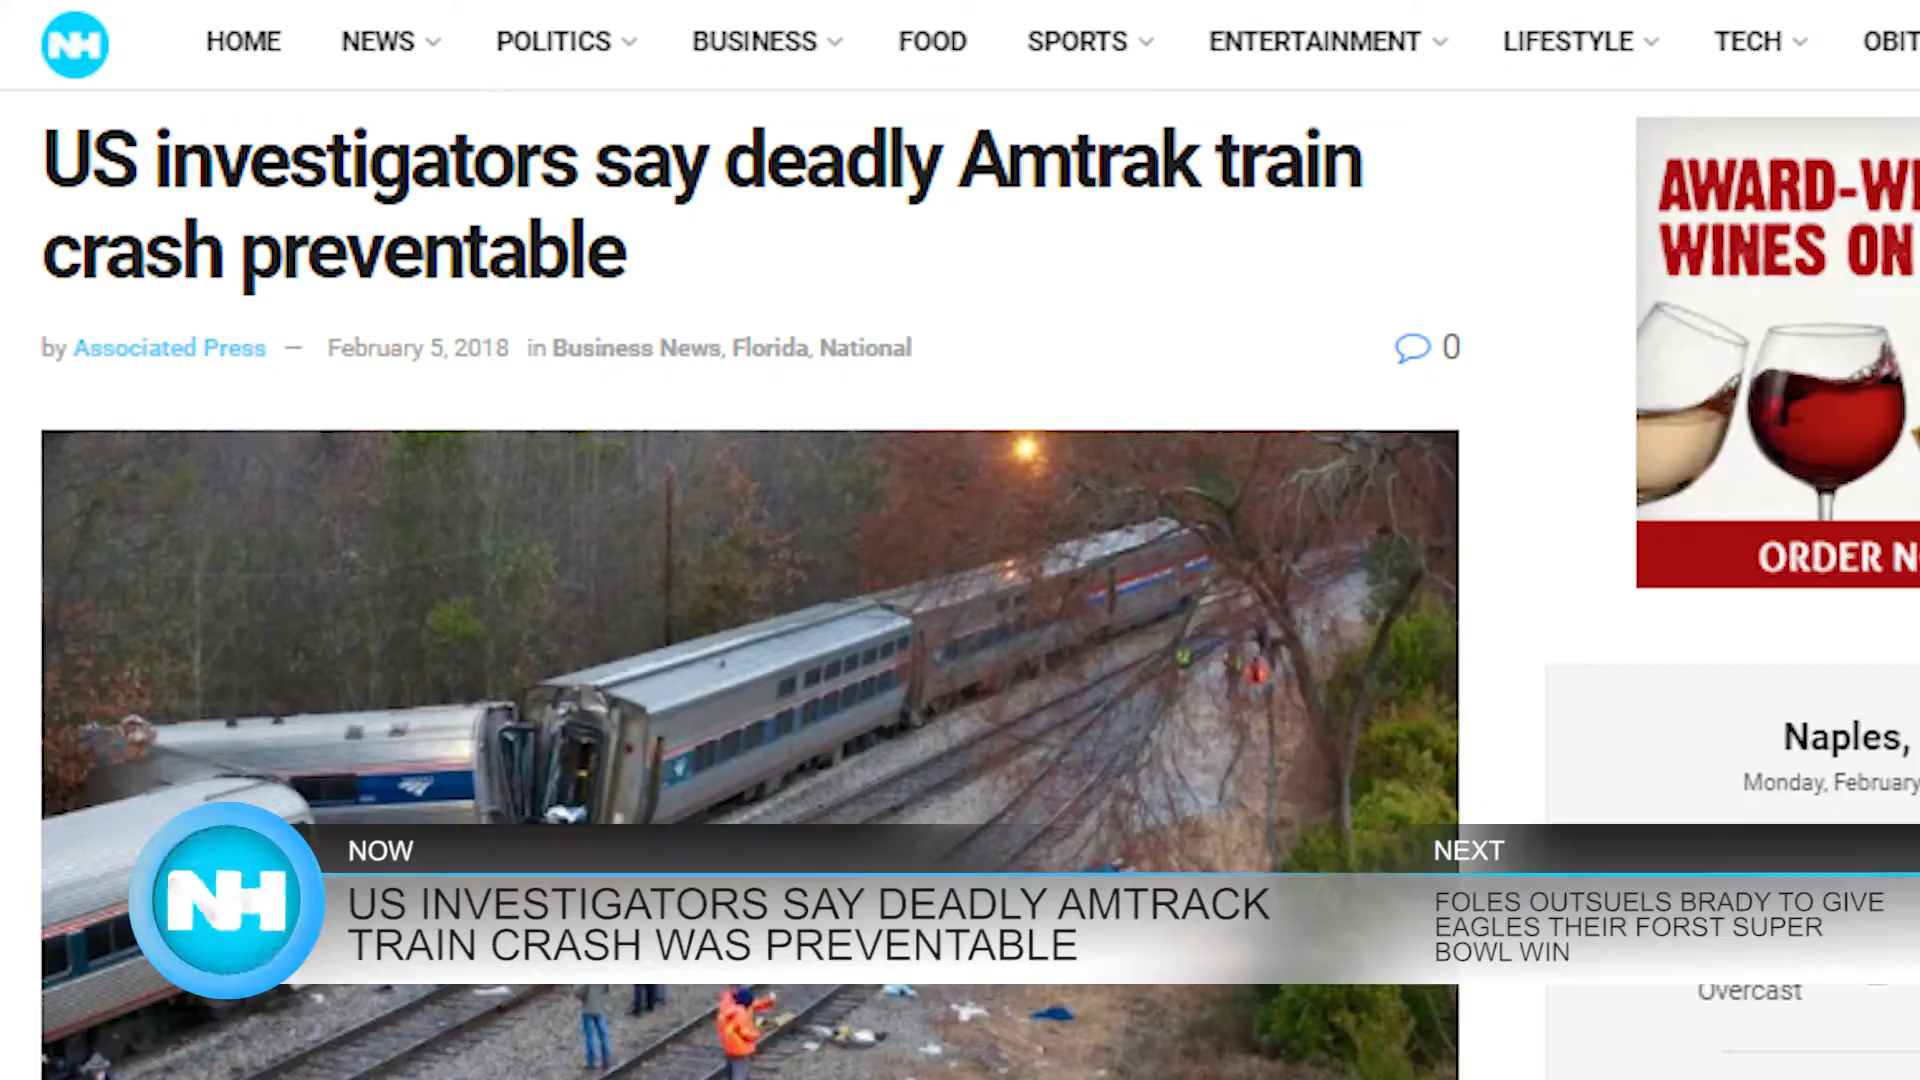 NH
HOME NEWS POLITICS BUSINESS FOOD SPORTS ENTERTAINMENT LIFESTYLE TECH OBIT
US investigators say deadly Amtrak train
crash preventable
by Associated Press — February 5, 2018 in Business News, Florida, National
0
AWARD-WI
WINES ON
ORDER N
Naples,
Monday, February
NOW
US INVESTIGATORS SAY DEADLY AMTRACK
TRAIN CRASH WAS PREVENTABLE
NH
NEXT
FOLES OUTSUELS BRADY TO GIVE
EAGLES THEIR FORST SUPER
BOWL WIN
Overcast